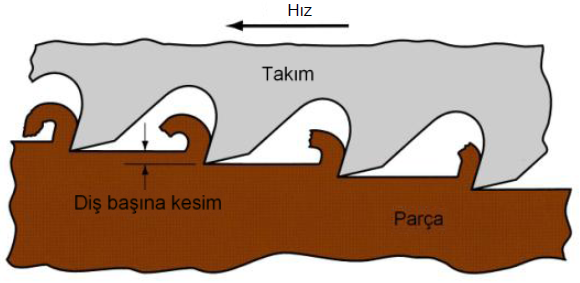 Hız
Takım
Diş başına kesim
Parça